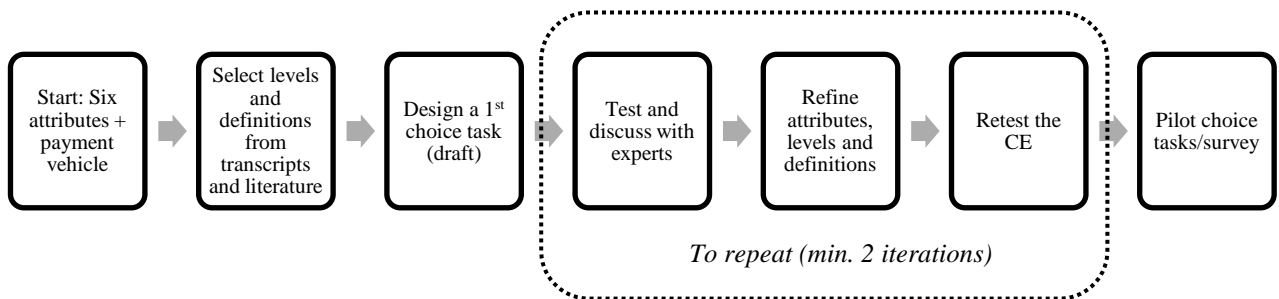 Start: Six
attributes +
payment
vehicle
Select levels
and
definitions
from
transcripts
and literature
Design a 1st
choice task
(draft)
Test and
discuss with
experts
Refine
attributes,
levels and
definitions
Retest the
CE
Pilot choice
tasks/survey
To repeat (min. 2 iterations)